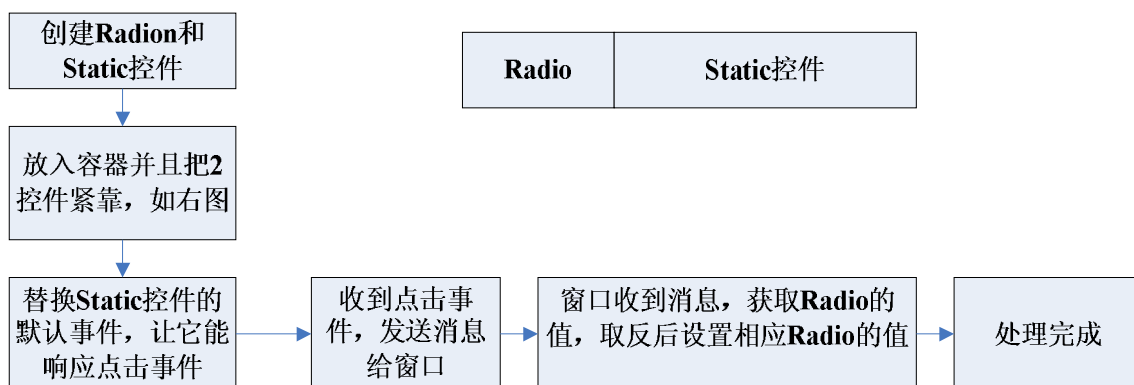 创建Radion和
Static控件
Radio
Static控件
放入容器并且把2
控件紧靠，如右图
替换Static控件的
默认事件，让它能
响应点击事件
收到点击事
件，发送消息
给窗口
窗口收到消息，获取Radio的
值，取反后设置相应Radio的值
处理完成